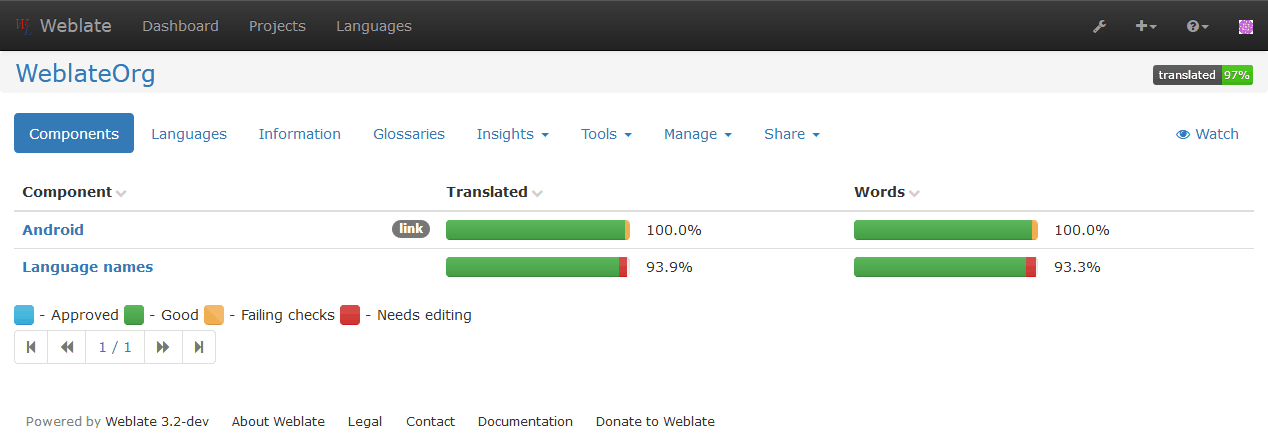 Weblate Dashboard Projects Languages
WeblateOrg translated 97%
Components Languages Information Glossaries Insights Tools Manage Share Watch
Component Translated Words
Android link 100.0% 100.0%
Language names 93.9% 93.3%
- Approved - Good - Failing checks - Needs editing
1 / 1
Powered by Weblate 3.2-dev About Weblate Legal Contact Documentation Donate to Weblate